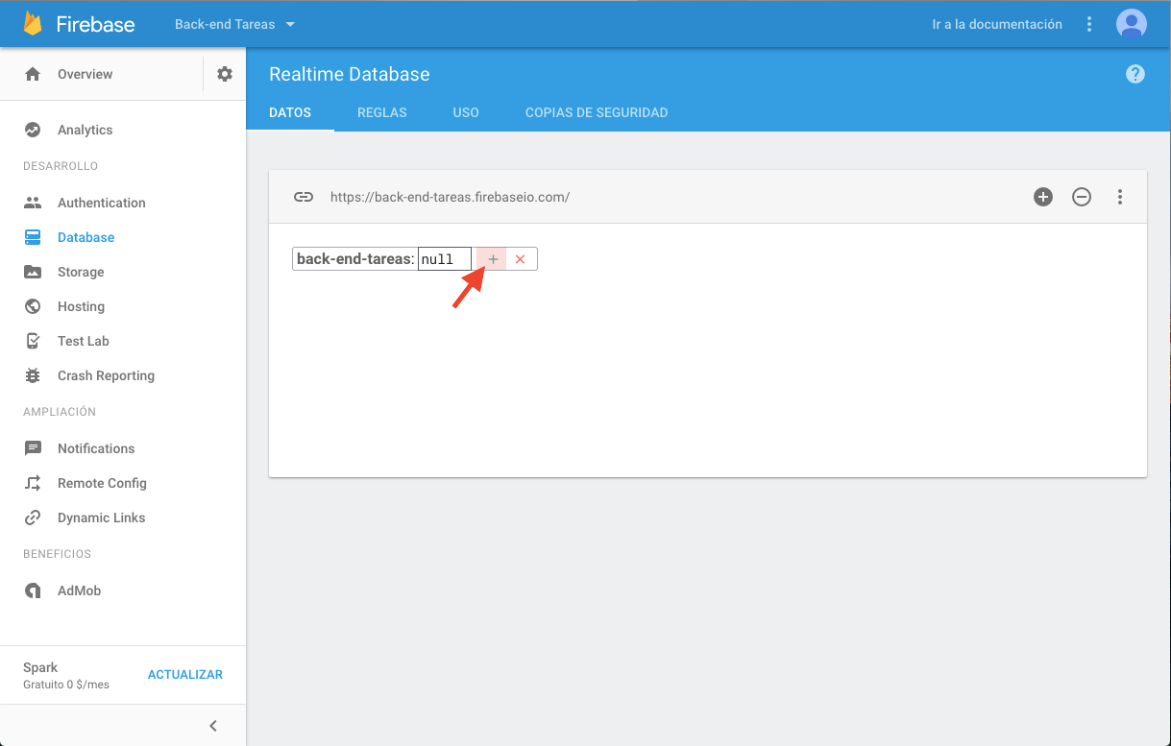 Firebase
Back-end Tareas
Ir a la documentación
Overview
Realtime Database
DATOS
REGLAS
USO
COPIAS DE SEGURIDAD
Analytics
DESARROLLO
Authentication
Database
Storage
Hosting
Test Lab
Crash Reporting
AMPLIACIÓN
Notifications
Remote Config
Dynamic Links
BENEFICIOS
AdMob
Spark
Gratuito 0 $/mes
ACTUALIZAR
https://back-end-tareas.firebaseio.com/
back-end-tareas: null